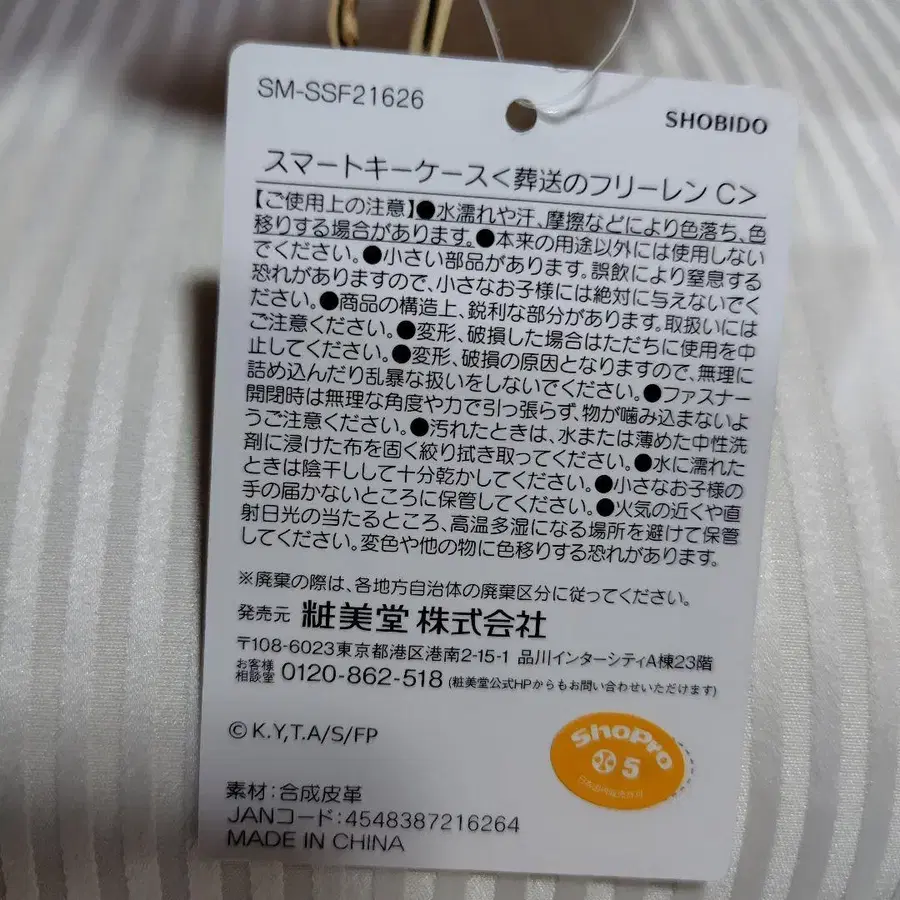 SM-SSF21626
SHOBIDO
スマートキーケース<葬送のフリーレン C>
【ご使用上の注意】●水濡れや汗、摩擦などにより色落ち、色
移りする場合があります。●本来の用途以外には使用しない
でください。●小さい部品があります。誤飲により窒息する
恐れがありますので、小さなお子様には絶対に与えないでく
ださい。●商品の構造上、鋭利な部分があります。取扱いには
ご注意ください。●変形、破損した場合はただちに使用を中
止してください。●変形、破損の原因となりますので、無理に
詰め込んだり乱暴な扱いをしないでください。●ファスナー
開閉時は無理な角度や力で引っ張らず、物が噛み込まないよ
うご注意ください。●汚れたときは、水または薄めた中性洗
剤に浸けた布を固く絞り拭き取ってください。●水に濡れた
ときは陰干しして十分乾かしてください。●小さなお子様の
手の届かないところに保管してください。●火気の近くや直
射日光の当たるところ、高温多湿になる場所を避けて保管
してください。変色や他の物に色移りする恐れがあります。
※廃棄の際は、各地方自治体の廃棄区分に従ってください。
発売元 粧美堂 株式会社
〒108-6023東京都港区港南2-15-1 品川インターシティA棟23階
お客様
相談室 0120-862-518 (粧美堂公式HPからもお問い合わせいただけます)
©K.Y,T.A/S/FP
ShoPro
5
日本国内販売許可
素材:合成皮革
JANコード:4548387216264
MADE IN CHINA